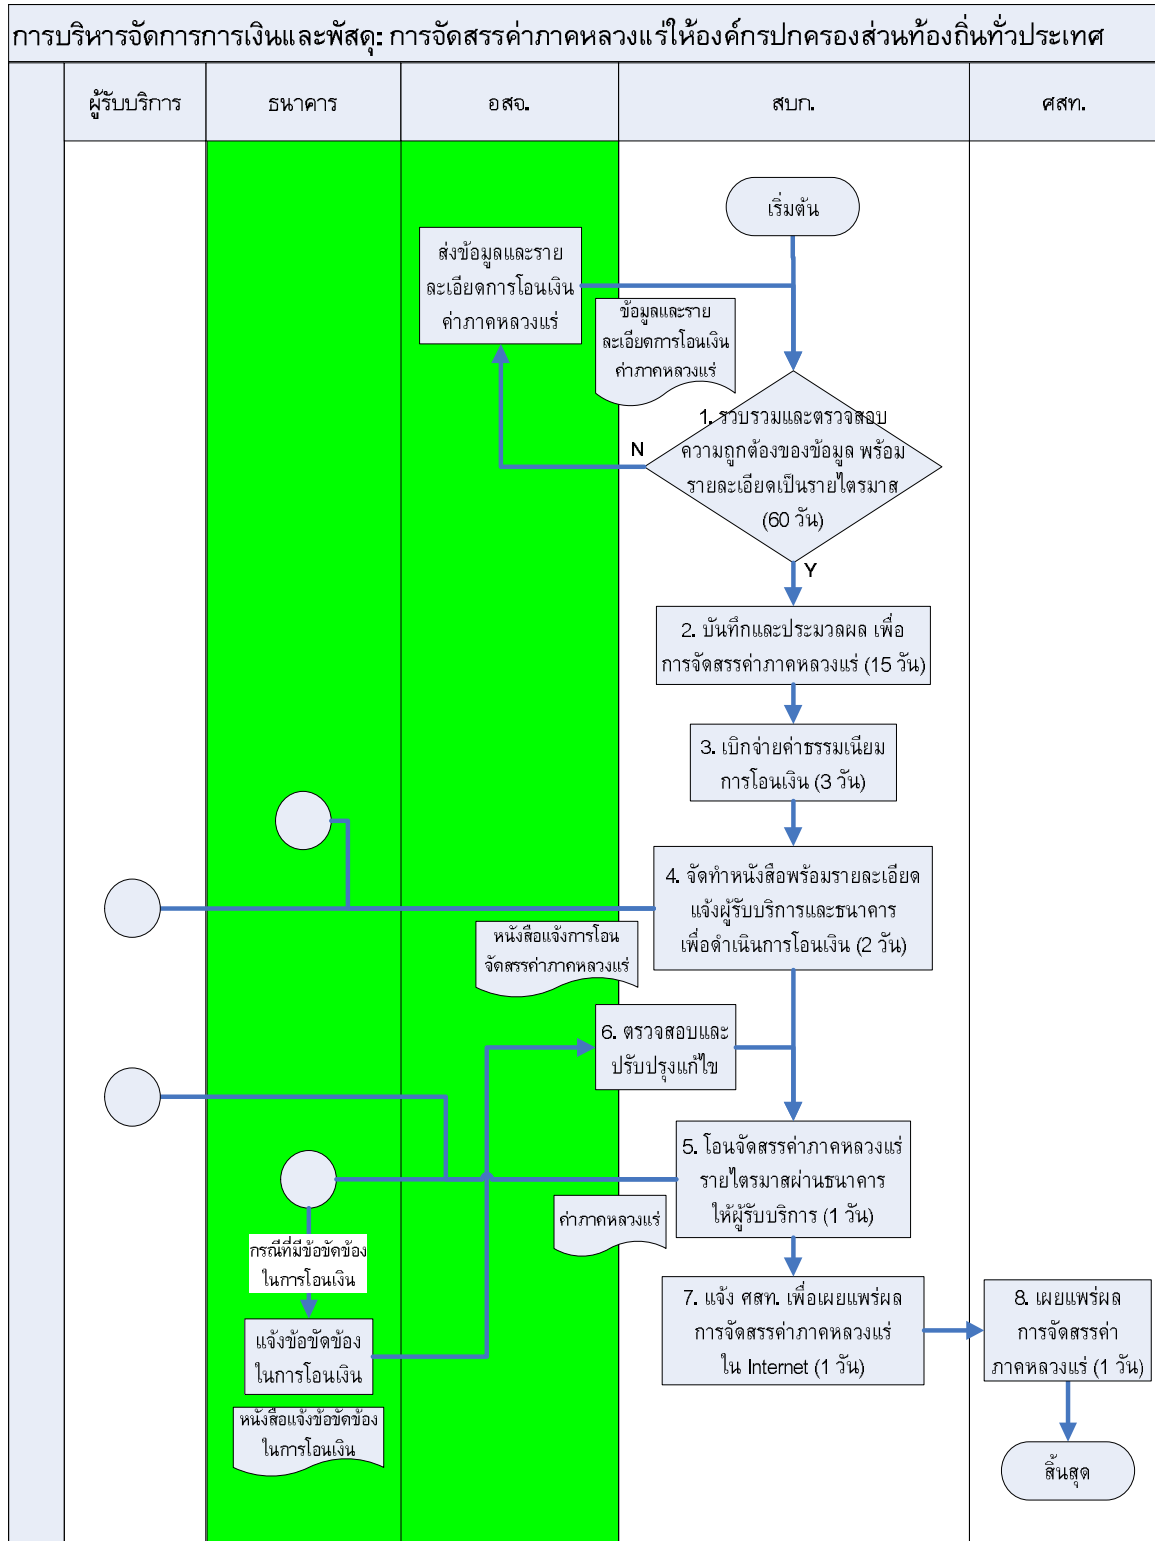 การบริหารจัดการการเงินและพัสดุ: การจัดสรรค่าภาคหลวงแร่ให้องค์กรปกครองส่วนท้องถิ่นทั่วประเทศ
ผู้รับบริการ
ธนาคาร
อสจ.
สบก.
ศสท.
เริ่มต้น
ส่งข้อมูลและราย
ละเอียดการโอนเงิน
ค่าภาคหลวงแร่
ข้อมูลและราย
ละเอียดการโอนเงิน
ค่าภาคหลวงแร่
1. รวบรวมและตรวจสอบ
ความถูกต้องของข้อมูล พร้อม
รายละเอียดเป็นรายไตรมาส
(60 วัน)
N
Y
2. บันทึกและประมวลผล เพื่อ
การจัดสรรค่าภาคหลวงแร่ (15 วัน)
3. เบิกจ่ายค่าธรรมเนียม
การโอนเงิน (3 วัน)
4. จัดทำหนังสือพร้อมรายละเอียด
แจ้งผู้รับบริการและธนาคาร
เพื่อดำเนินการโอนเงิน (2 วัน)
หนังสือแจ้งการโอน
จัดสรรค่าภาคหลวงแร่
6. ตรวจสอบและ
ปรับปรุงแก้ไข
5. โอนจัดสรรค่าภาคหลวงแร่
รายไตรมาสผ่านธนาคาร
ให้ผู้รับบริการ (1 วัน)
ค่าภาคหลวงแร่
กรณีที่มีข้อขัดข้อง
ในการโอนเงิน
แจ้งข้อขัดข้อง
ในการโอนเงิน
หนังสือแจ้งข้อขัดข้อง
ในการโอนเงิน
7. แจ้ง ศสท. เพื่อเผยแพร่ผล
การจัดสรรค่าภาคหลวงแร่
ใน Internet (1 วัน)
8. เผยแพร่ผล
การจัดสรรค่า
ภาคหลวงแร่ (1 วัน)
สิ้นสุด